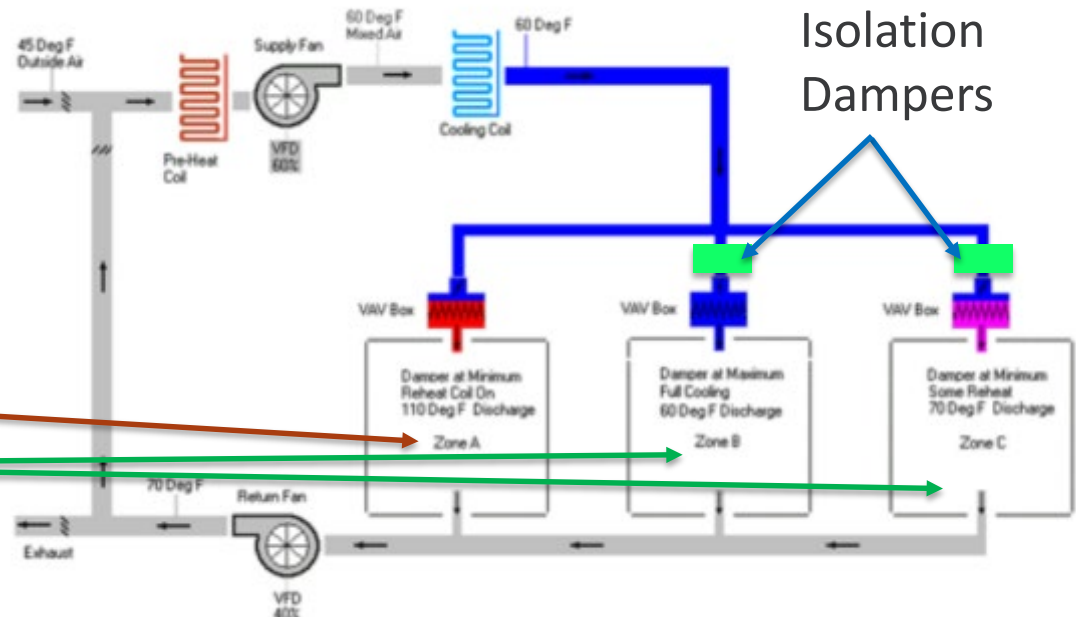 45 Deg F
Outside Air
Pre-Heat
Coil
Supply Fan
VFD
60%
60 Deg F
Mixed Air
Cooling Coil
60 Deg F
Isolation
Dampers
VAV Box
VAV Box
VAV Box
Damper at Minimum
Reheat Coil On
110 Deg F Discharge
Zone A
Damper at Maximum
Full Cooling
60 Deg F Discharge
Zone B
Damper at Minimum
Some Reheat
70 Deg F Discharge
Zone C
70 Deg F
Return Fan
Exhaust
VFD
40%